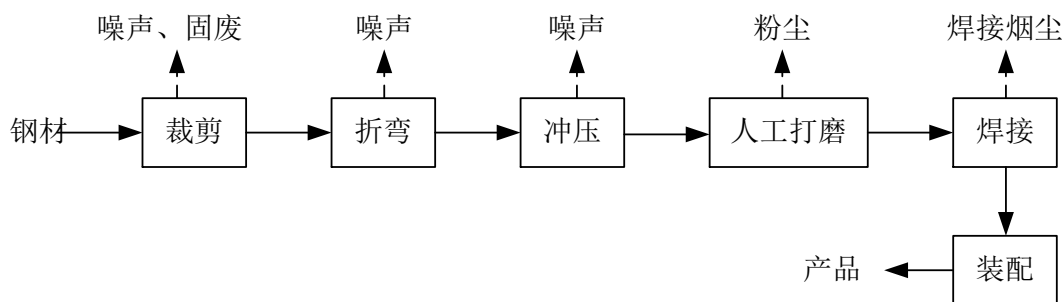 噪声、固废 噪声 噪声 粉尘 焊接烟尘
钢材 裁剪 折弯 冲压 人工打磨 焊接
产品 装配